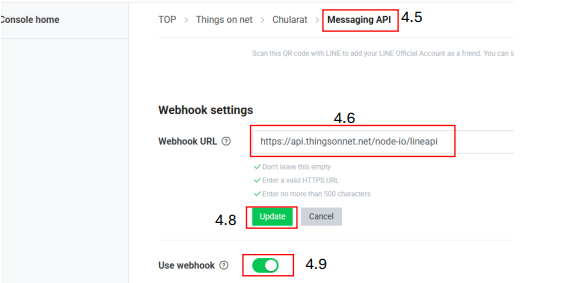 Console home
TOP > Things on net > Chularat > Messaging API 4.5
Scan this QR code with LINE to add your LINE Official Account as a friend. You can s
Webhook settings
4.6
Webhook URL ?
https://api.thingsonnet.net/node-io/lineapi
✓ Don't leave this empty
✓ Enter a valid HTTPS URL
✓ Enter no more than 500 characters
4.8 Update Cancel
Use webhook ? 4.9